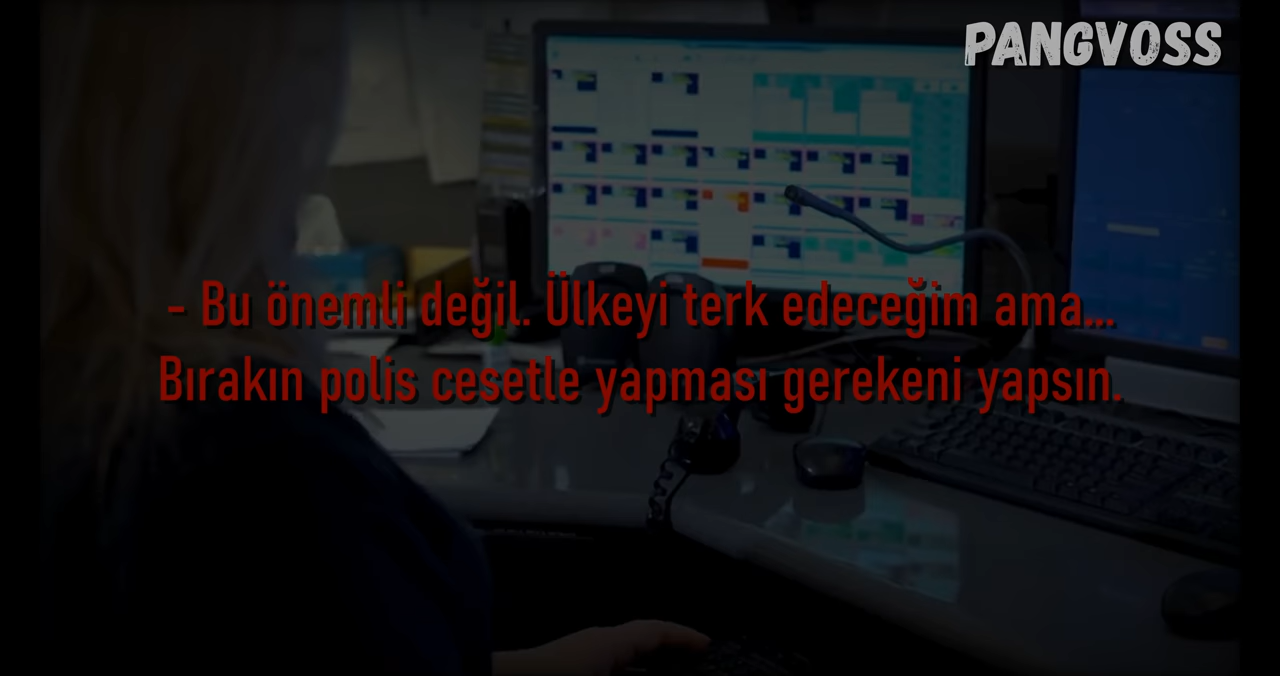 PANGVOSS
- Bu önemli değil. Ülkeyi terk edeceğim ama...
Bırakın polis cesetle yapması gerekeni yapsın.